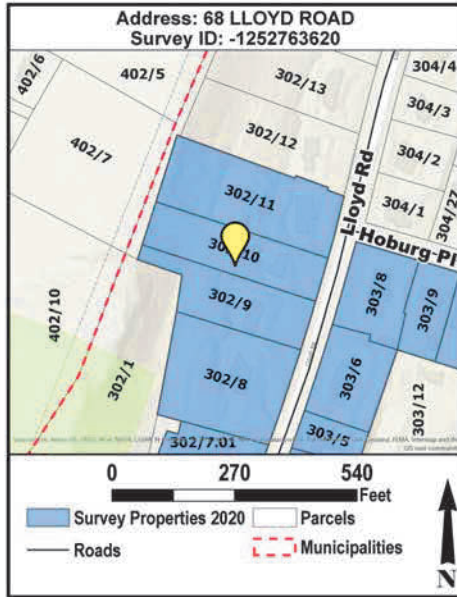 Address: 68 LLOYD ROAD
Survey ID: -1252763620
402/6
402/5
302/13
304/4
304/3
402/7
302/12
304/2
304/27
304/1
302/11
Lloyd Rd
Hoburg Pl
10
303/8
303/9
402/10
302/9
302/1
302/8
303/6
303/12
302/7.01
303/5
0 270 540
Feet
Survey Properties 2020
Parcels
Roads
Municipalities
N